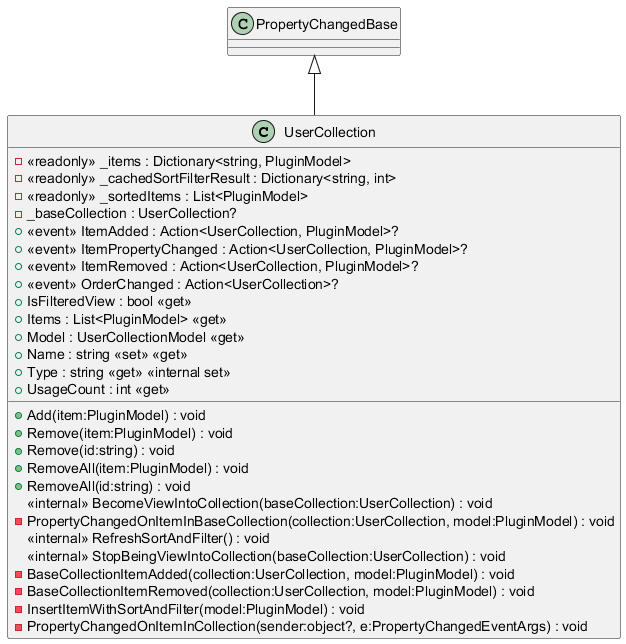 C PropertyChangedBase
C UserCollection
«readonly» _items : Dictionary<string, PluginModel>
«readonly» _cachedSortFilterResult : Dictionary<string, int>
«readonly» _sortedItems : List<PluginModel>
_baseCollection : UserCollection?
«event» ItemAdded : Action<UserCollection, PluginModel>?
«event» ItemPropertyChanged : Action<UserCollection, PluginModel>?
«event» ItemRemoved : Action<UserCollection, PluginModel>?
«event» OrderChanged : Action<UserCollection>?
IsFilteredView : bool «get»
Items : List<PluginModel> «get»
Model : UserCollectionModel «get»
Name : string «set» «get»
Type : string «get» «internal set»
UsageCount : int «get»
Add(item:PluginModel) : void
Remove(item:PluginModel) : void
Remove(id:string) : void
RemoveAll(item:PluginModel) : void
RemoveAll(id:string) : void
«internal» BecomeViewIntoCollection(baseCollection:UserCollection) : void
PropertyChangedOnItemInBaseCollection(collection:UserCollection, model:PluginModel) : void
«internal» RefreshSortAndFilter() : void
«internal» StopBeingViewIntoCollection(baseCollection:UserCollection) : void
BaseCollectionItemAdded(collection:UserCollection, model:PluginModel) : void
BaseCollectionItemRemoved(collection:UserCollection, model:PluginModel) : void
InsertItemWithSortAndFilter(model:PluginModel) : void
PropertyChangedOnItemInCollection(sender:object?, e:PropertyChangedEventArgs) : void